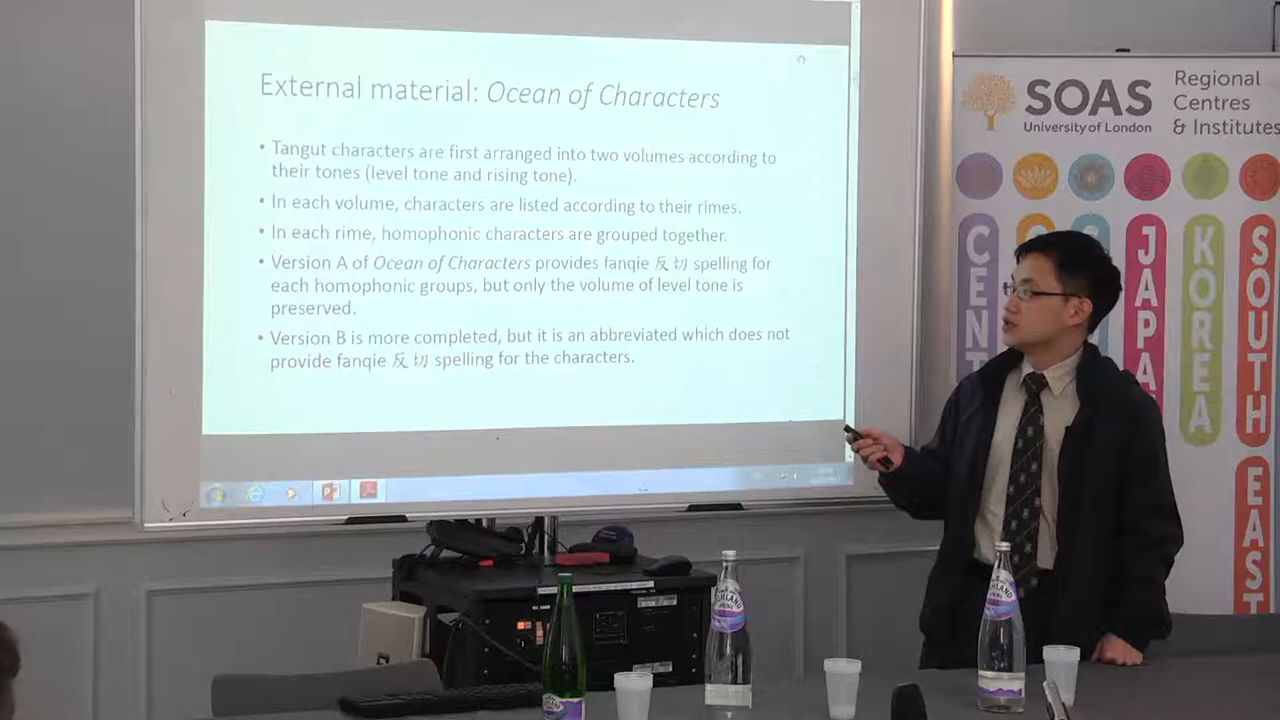 External material: Ocean of Characters
• Tangut characters are first arranged into two volumes according to
their tones (level tone and rising tone).
• In each volume, characters are listed according to their rimes.
• In each rime, homophonic characters are grouped together.
• Version A of Ocean of Characters provides fanqie 反切 spelling for
each homophonic groups, but only the volume of level tone is
preserved.
• Version B is more completed, but it is an abbreviated which does not
provide fanqie 反切 spelling for the characters.
SOAS
University of London
Regional
Centres
& Institutes
CENT
JAPA
KOREA
SOUTH
EAST